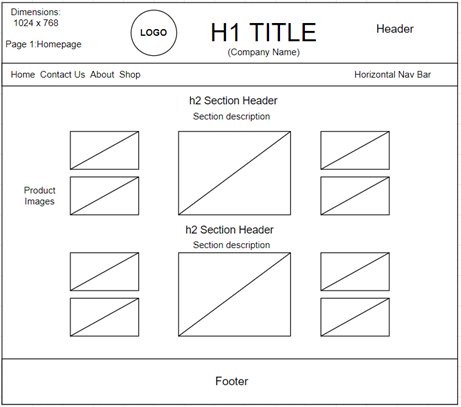 Dimensions:
1024 x 768
Page 1:Homepage
LOGO
H1 TITLE
(Company Name)
Header
Home Contact Us About Shop
Horizontal Nav Bar
h2 Section Header
Section description
Product
Images
h2 Section Header
Section description
Footer